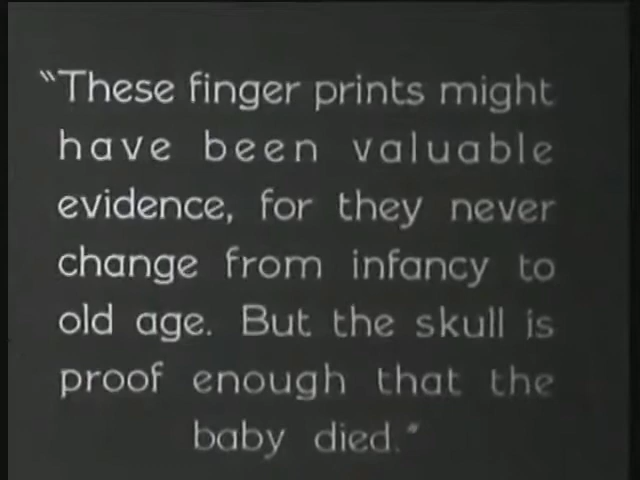 “These finger prints might
have been valuable
evidence, for they never
change from infancy to
old age. But the skull is
proof enough that the
baby died.”